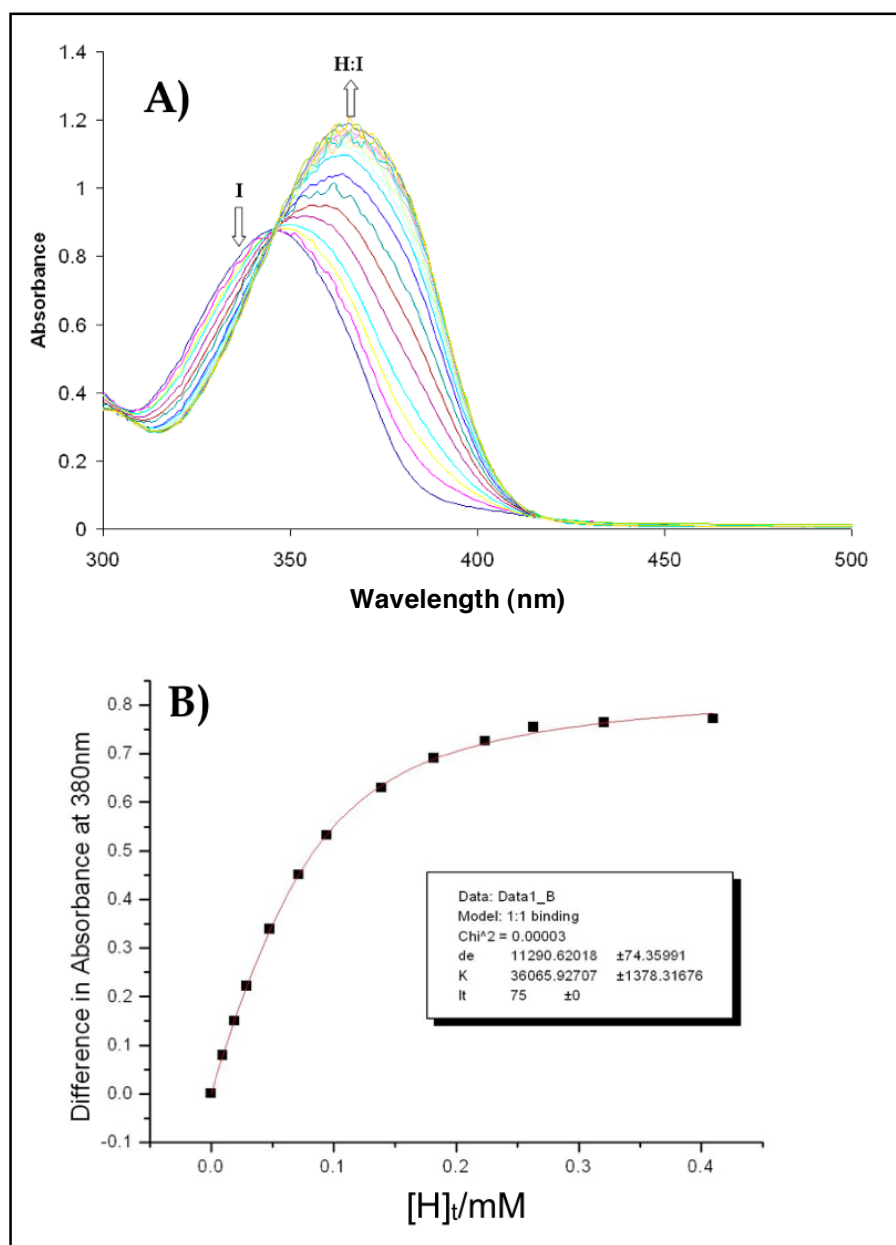 A)
H:I
I
1.4
1.2
1
0.8
0.6
0.4
0.2
0
Absorbance
300
350
400
450
500
Wavelength (nm)
B)
0.8
0.7
0.6
0.5
0.4
0.3
0.2
0.1
0.0
-0.1
Difference in Absorbance at 380nm
Data: Data1_B
Model: 1:1 binding
Chi^2 = 0.00003
de 11290.62018 ±74.35991
K 36065.92707 ±1378.31676
It 75 ±0
0.0
0.1
0.2
0.3
0.4
[H]t/mM